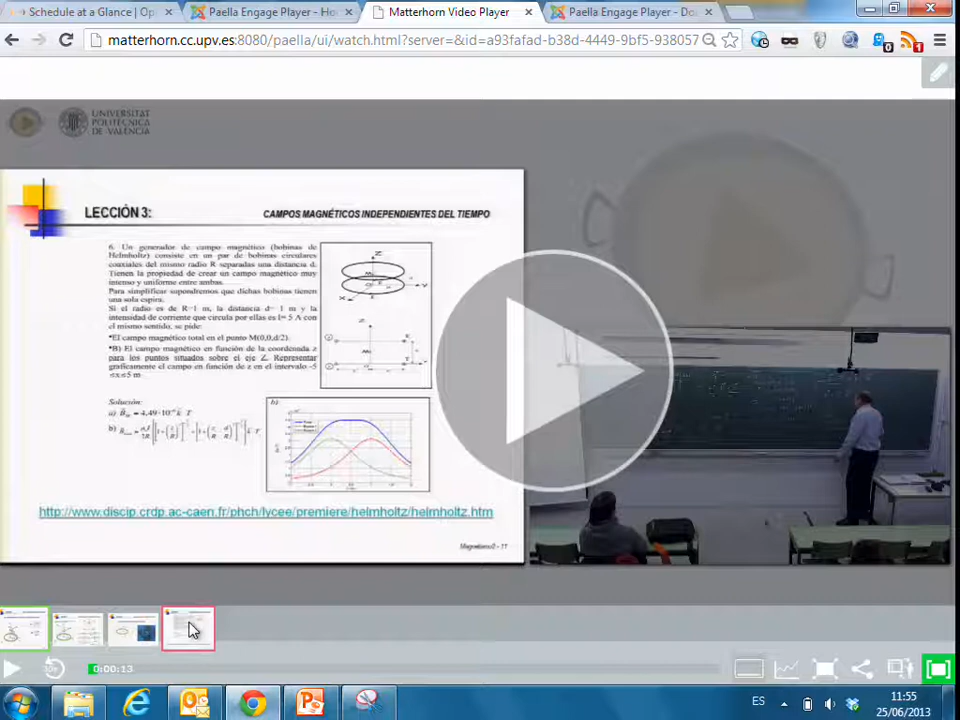 Schedule at a Glance | Op
Paella Engage Player - Ho
Matterhorn Video Player
Paella Engage Player - Do
matterhorn.cc.upv.es:8080/paella/ui/watch.html?server=&id=a93fafad-b38d-4449-9bf5-938057
0
1
UNIVERSITAT
POLITÈCNICA
DE VALÈNCIA
LECCIÓN 3:
CAMPOS MAGNÉTICOS INDEPENDIENTES DEL TIEMPO
6. Un generador de campo magnético (bobinas de
Helmholtz) consiste en un par de bobinas circulares
coaxiales del mismo radio R separadas una distancia d.
Tienen la propiedad de crear un campo magnético muy
intenso y uniforme entre ambas.
Para simplificar supondremos que dichas bobinas tienen
una sola espira.
Si el radio es de R=1 m, la distancia d= 1 m y la
intensidad de corriente que circula por ellas es I= 5 A con
el mismo sentido, se pide:
•El campo magnético total en el punto M(0,0,d/2).
•B) El campo magnético en función de la coordenada z
para los puntos situados sobre el eje Z. Representar
gráficamente el campo en función de z en el intervalo -5
<x<5 m
Solución:
a)
b)
b)
http://www.discip.crdp.ac-caen.fr/phch/lycee/premiere/helmholtz/helmholtz.htm
Magnetismo2 - 11
0:00:13
ES
11:55
25/06/2013